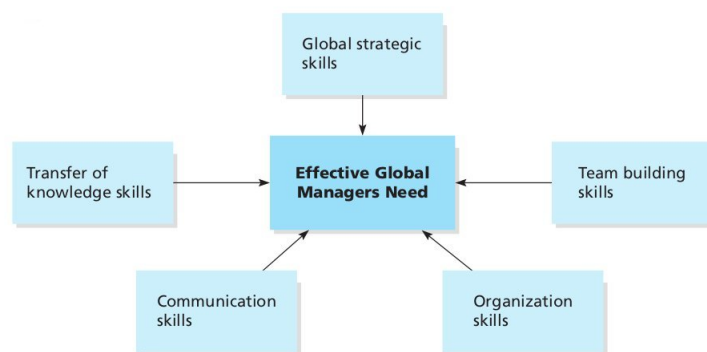 Global strategic
skills
Transfer of
knowledge skills
Effective Global
Managers Need
Team building
skills
Communication
skills
Organization
skills